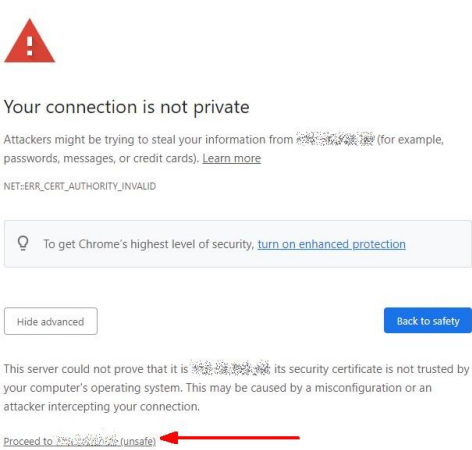 Your connection is not private
Attackers might be trying to steal your information from (for example,
passwords, messages, or credit cards). Learn more
NET::ERR_CERT_AUTHORITY_INVALID
To get Chrome's highest level of security, turn on enhanced protection
Hide advanced
Back to safety
This server could not prove that it is its security certificate is not trusted by
your computer's operating system. This may be caused by a misconfiguration or an
attacker intercepting your connection.
Proceed to (unsafe)